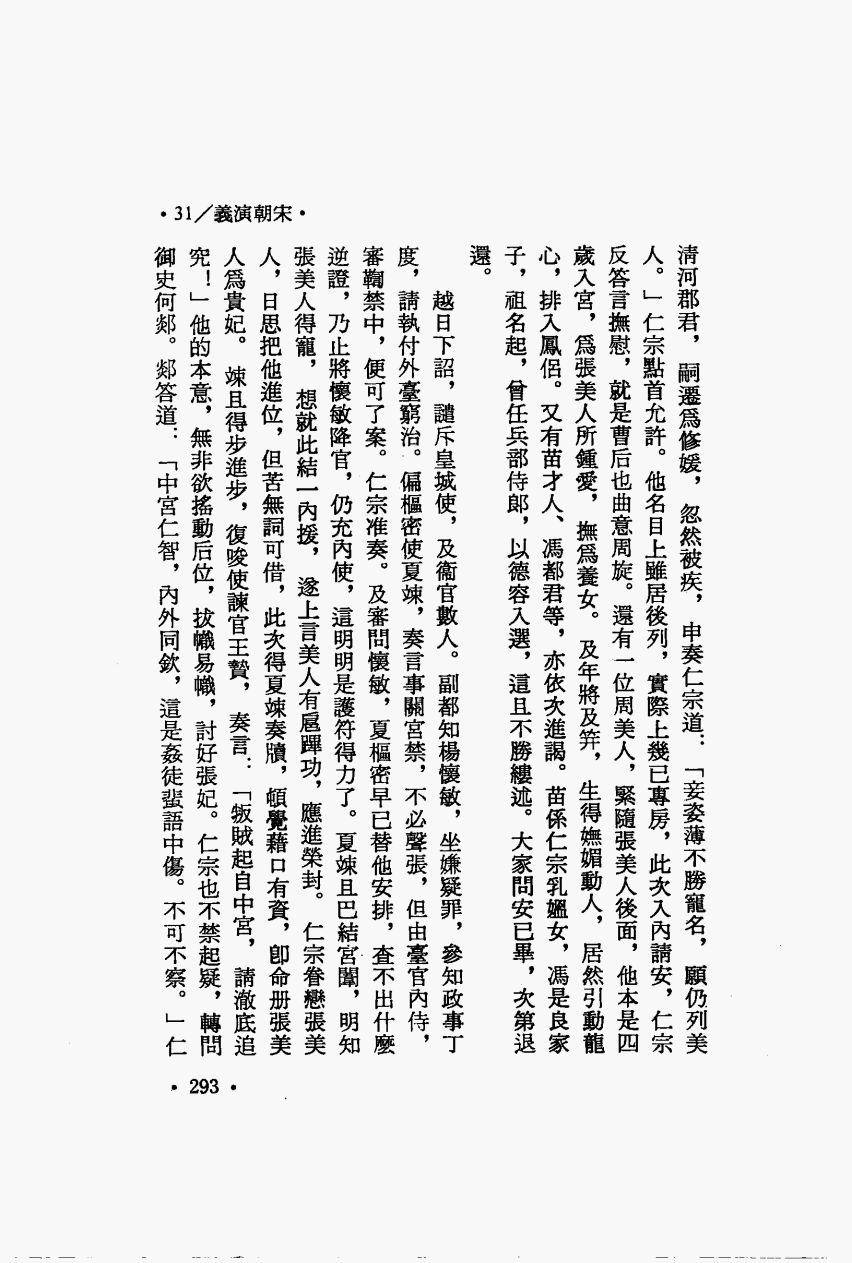 •31／義演朝宋•
清河郡君，嗣遷爲修媛，忽然被疾，申奏仁宗道：「妾姿薄不勝寵名，願仍列美
人。」仁宗點首允許。他名目上雖居後列，實際上幾已專房，此次入內請安，仁宗
反答言撫慰，就是曹后也曲意周旋。還有一位周美人，緊隨張美人後面，他本是四
歲入宮，爲張美人所鍾愛，撫爲養女。及年將及笄，生得嫵媚動人，居然引動龍
心，排入鳳侶。又有苗才人、馮都君等，亦依次進謁。苗係仁宗乳媼女，馮是良家
子，祖名起，曾任兵部侍郎，以德容入選，這且不勝縷述。大家問安已畢，次第退
還。
越日下詔，譴斥皇城使，及衞官數人。副都知楊懷敏，坐嫌疑罪，參知政事丁
度，請執付外臺窮治。偏樞密使夏竦，奏言事關宮禁，不必聲張，但由臺官內侍，
審鞫禁中，便可了案。仁宗准奏。及審問懷敏，夏樞密早已替他安排，查不出什麼
逆證，乃止將懷敏降官，仍充內使，這明明是護符得力了。夏竦且巴結宮闈，明知
張美人得寵，想就此結一內援，遂上言美人有扈蹕功，應進榮封。仁宗眷戀張美
人，日思把他進位，但苦無詞可借，此次得夏竦奏牘，頓覺藉口有資，卽命册張美
人爲貴妃。竦且得步進步，復唆使諫官王贄，奏言：「叛賊起自中宮，請澈底追
究！」他的本意，無非欲搖動后位，拔幟易幟，討好張妃。仁宗也不禁起疑，轉問
御史何郯。郯答道：「中宮仁智，內外同欽，這是姦徒蜚語中傷。不可不察。」仁
•293•